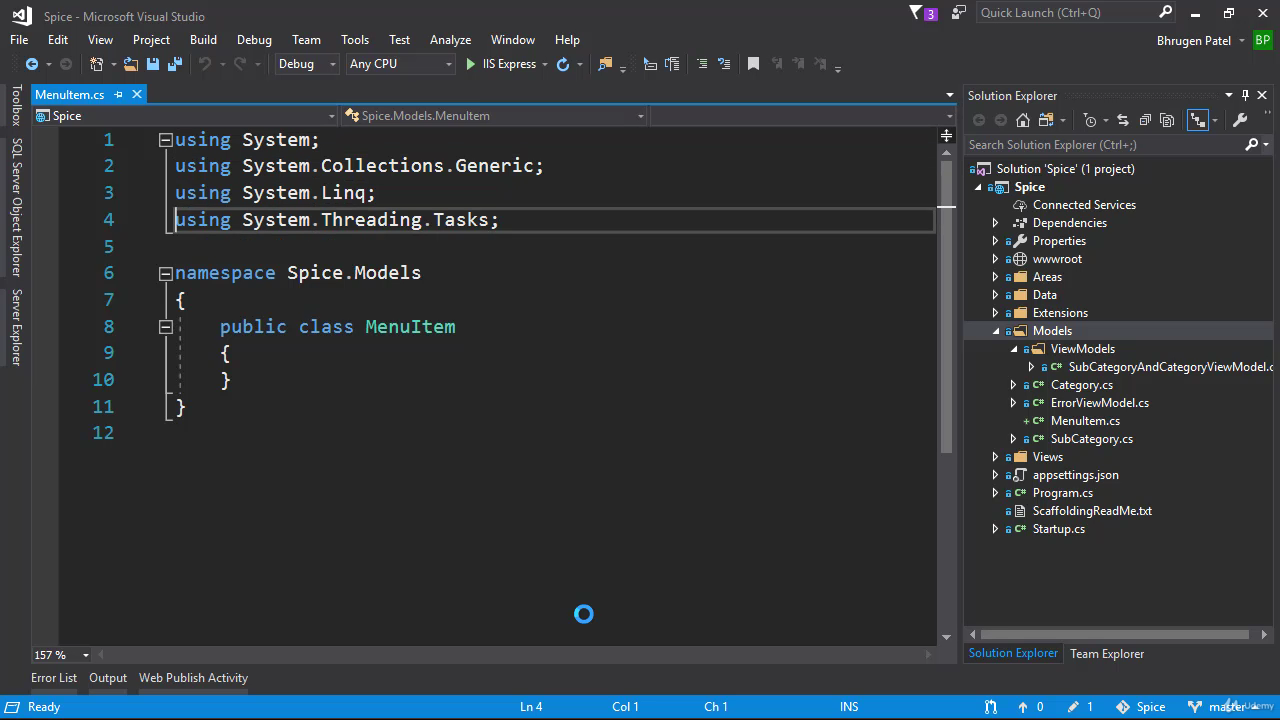 Spice - Microsoft Visual Studio
3
Quick Launch (Ctrl+Q)
File Edit View Project Build Debug Team Tools Test Analyze Window Help
Bhrugen Patel BP
Debug Any CPU IIS Express
MenuItem.cs
Spice Spice.Models.MenuItem
Toolbox
SQL Server Object Explorer
Server Explorer
1 using System;
2 using System.Collections.Generic;
3 using System.Linq;
4 using System.Threading.Tasks;
5
6 namespace Spice.Models
7 {
8 public class MenuItem
9 {
10 }
11 }
12
157 %
Solution Explorer
Search Solution Explorer (Ctrl+;)
Solution 'Spice' (1 project)
Spice
Connected Services
Dependencies
Properties
wwwroot
Areas
Data
Extensions
Models
ViewModels
C# SubCategoryAndCategoryViewModel.c
C# Category.cs
C# ErrorViewModel.cs
+ C# MenuItem.cs
C# SubCategory.cs
Views
appsettings.json
C# Program.cs
ScaffoldingReadMe.txt
C# Startup.cs
Solution Explorer Team Explorer
Error List Output Web Publish Activity
Ready Ln 4 Col 1 Ch 1 INS 0 1 Spice master
Udemy